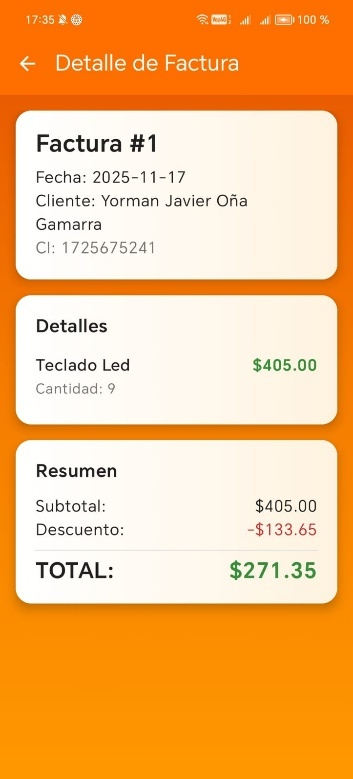 17:35 100 %
Detalle de Factura
Factura #1
Fecha: 2025-11-17
Cliente: Yorman Javier Oña
Gamarra
CI: 1725675241
Detalles
Teclado Led $405.00
Cantidad: 9
Resumen
Subtotal: $405.00
Descuento: -$133.65
TOTAL: $271.35